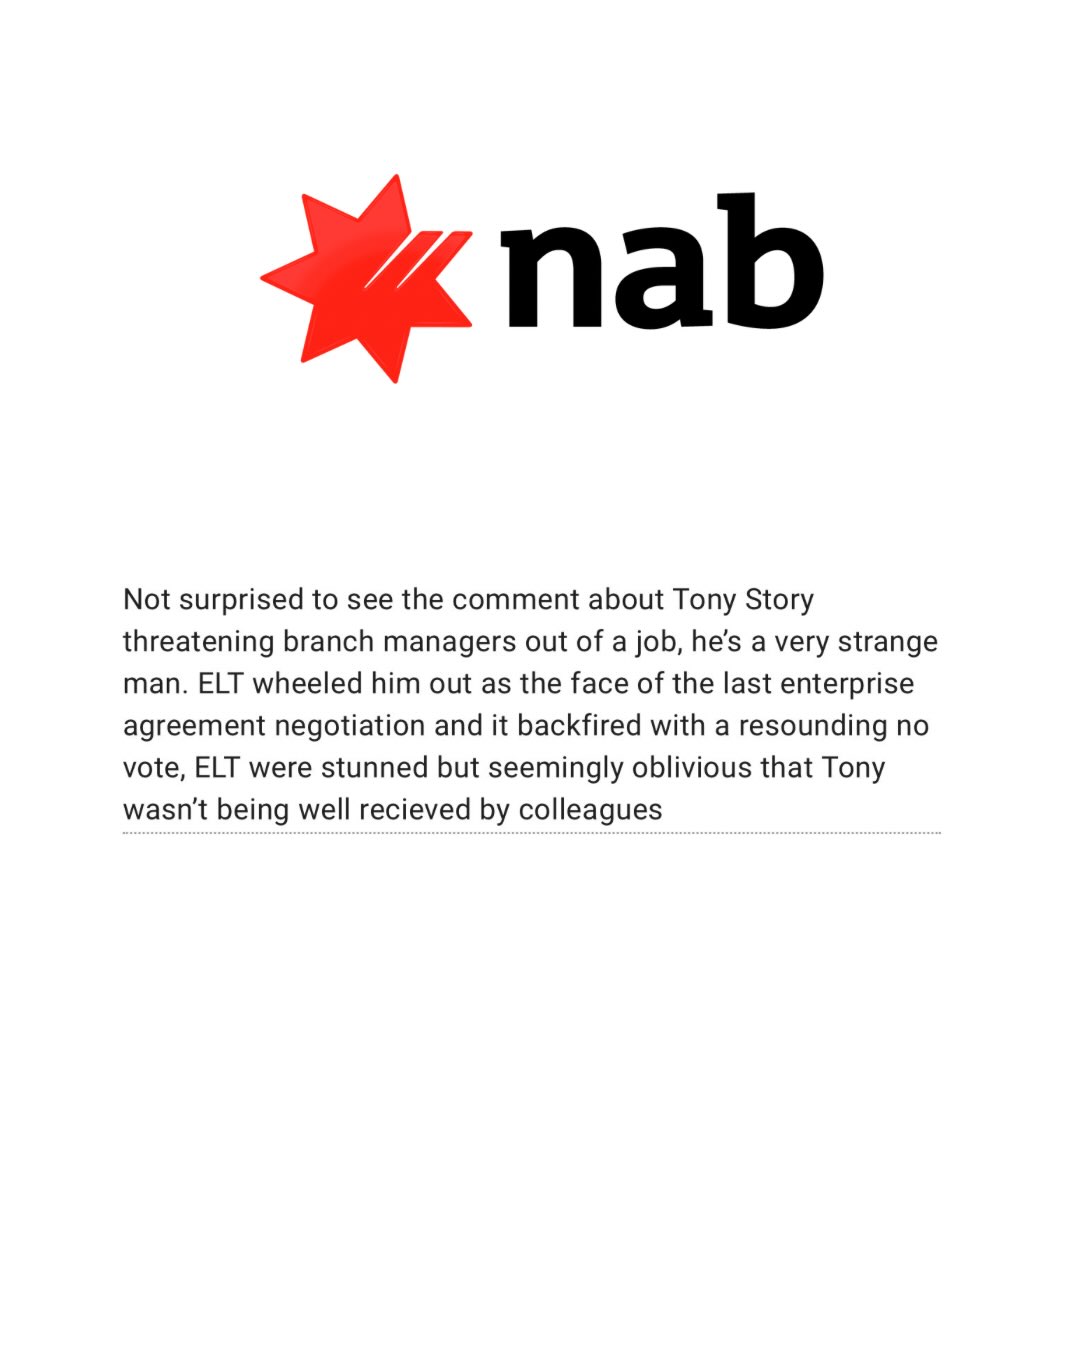 nab
Not surprised to see the comment about Tony Story
threatening branch managers out of a job, he’s a very strange
man. ELT wheeled him out as the face of the last enterprise
agreement negotiation and it backfired with a resounding no
vote, ELT were stunned but seemingly oblivious that Tony
wasn’t being well recieved by colleagues